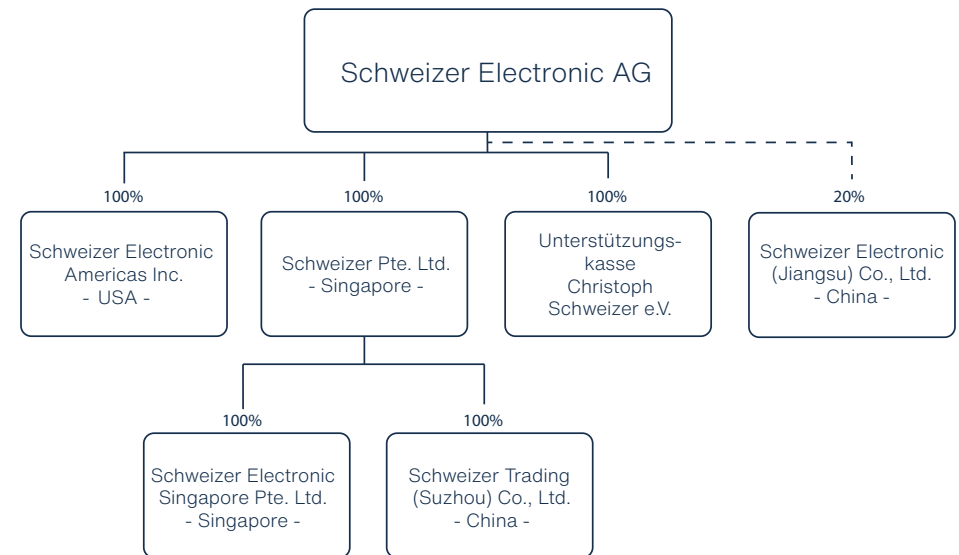 Schweizer Electronic AG
100%
100%
100%
20%
Schweizer Electronic
Americas Inc.
- USA -
Schweizer Pte. Ltd.
- Singapore -
Unterstützungs-
kasse
Christoph
Schweizer e.V.
Schweizer Electronic
(Jiangsu) Co., Ltd.
- China -
100%
100%
Schweizer Electronic
Singapore Pte. Ltd.
- Singapore -
Schweizer Trading
(Suzhou) Co., Ltd.
- China -